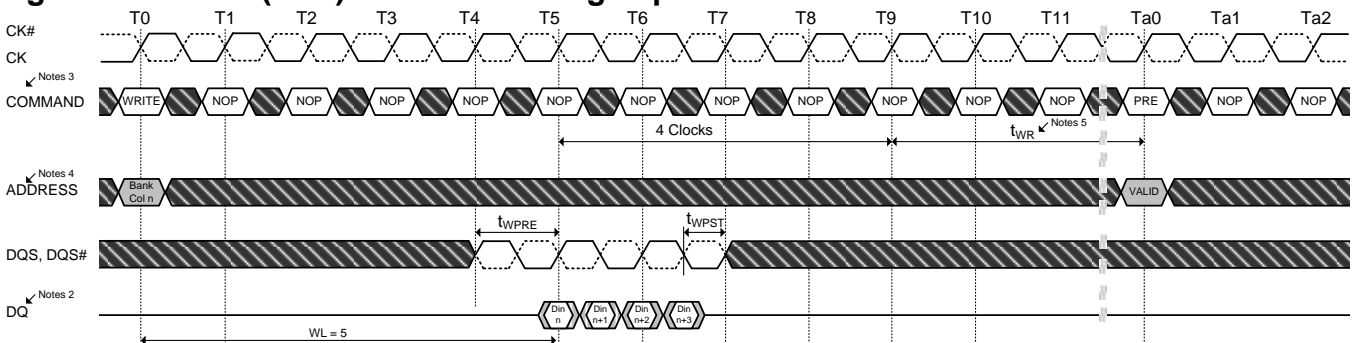 T0 T1 T2 T3 T4 T5 T6 T7 T8 T9 T10 T11 Ta0 Ta1 Ta2
CK#
CK
Notes 3
COMMAND
WRITE NOP NOP NOP NOP NOP NOP NOP NOP NOP NOP NOP PRE NOP NOP
4 Clocks
tWR
Notes 5
Notes 4
ADDRESS
Bank
Col n
VALID
tWPRE
tWPST
DQS, DQS#
Notes 2
DQ
Din Din Din Din
n n+1 n+2 n+3
WL = 5